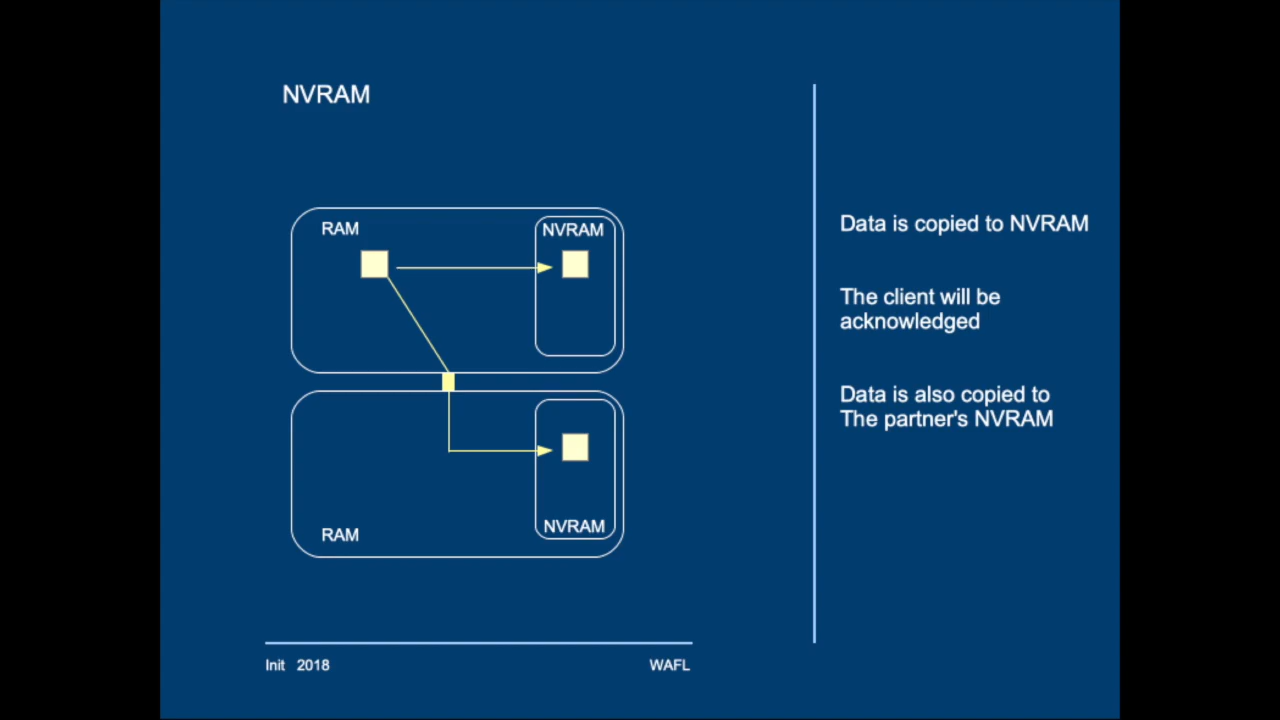 NVRAM
RAM
NVRAM
RAM
NVRAM
Data is copied to NVRAM
The client will be
acknowledged
Data is also copied to
The partner's NVRAM
Init 2018
WAFL